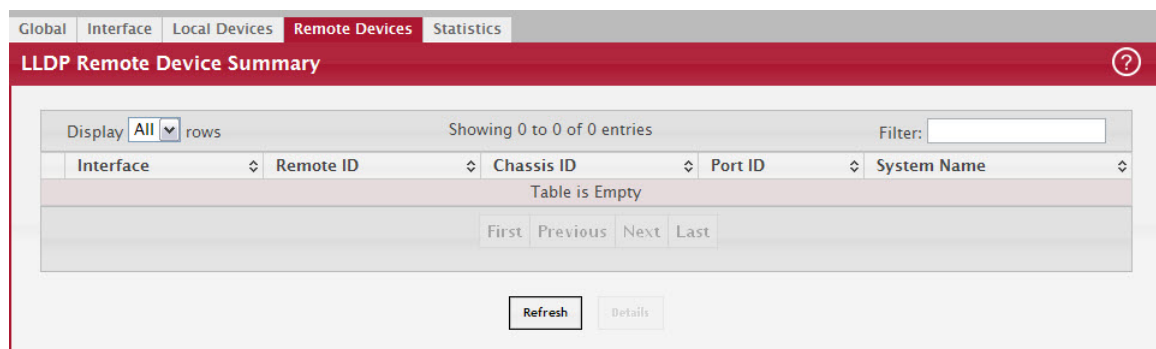 Global Interface Local Devices Remote Devices Statistics
LLDP Remote Device Summary ?
Display All rows Showing 0 to 0 of 0 entries Filter:
Interface Remote ID Chassis ID Port ID System Name
Table is Empty
First Previous Next Last
Refresh Details